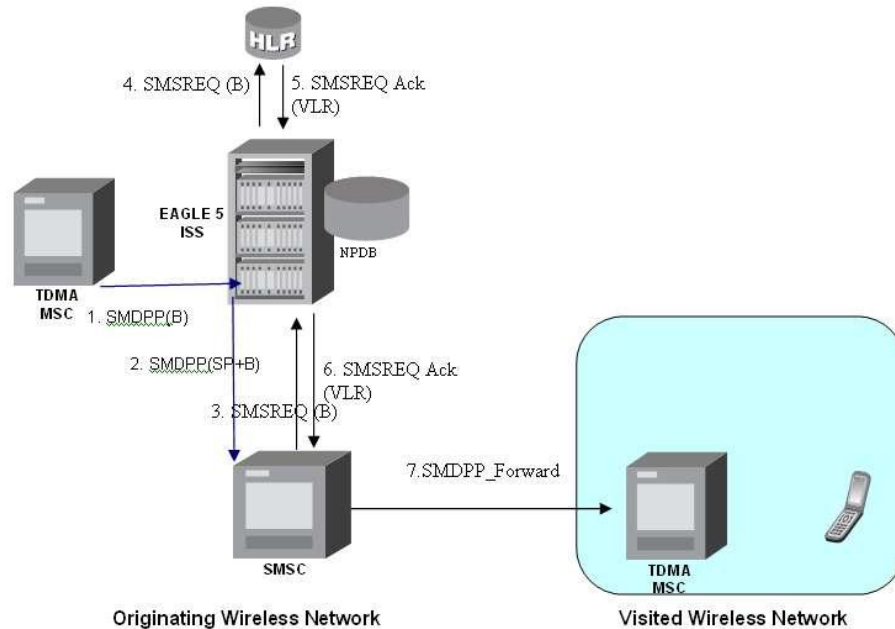 HLR
4. SMSREQ (B)
5. SMSREQ Ack
(VLR)
EAGLE 5
ISS
NPDB
TDMA
MSC
1. SMDPP(B)
2. SMDPP(SP+B)
6. SMSREQ Ack
(VLR)
3. SMSREQ (B)
7.SMDPP_Forward
SMSC
TDMA
MSC
Originating Wireless Network
Visited Wireless Network